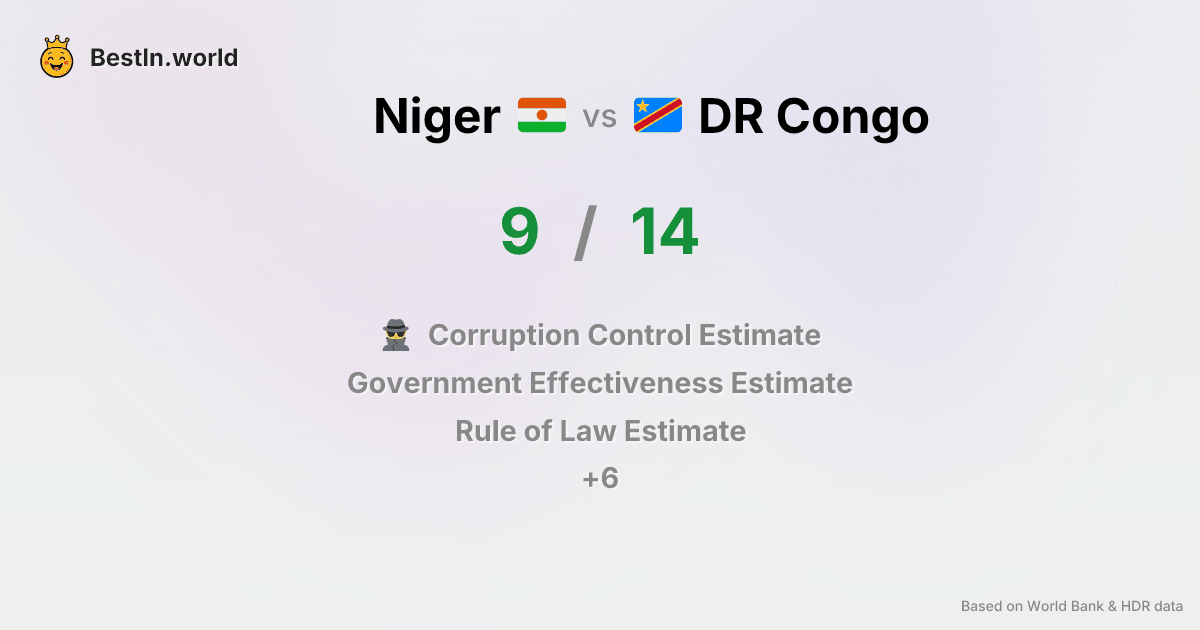 BestIn.world
Niger vs DR Congo
9 / 14
Corruption Control Estimate
Government Effectiveness Estimate
Rule of Law Estimate
+6
Based on World Bank & HDR data